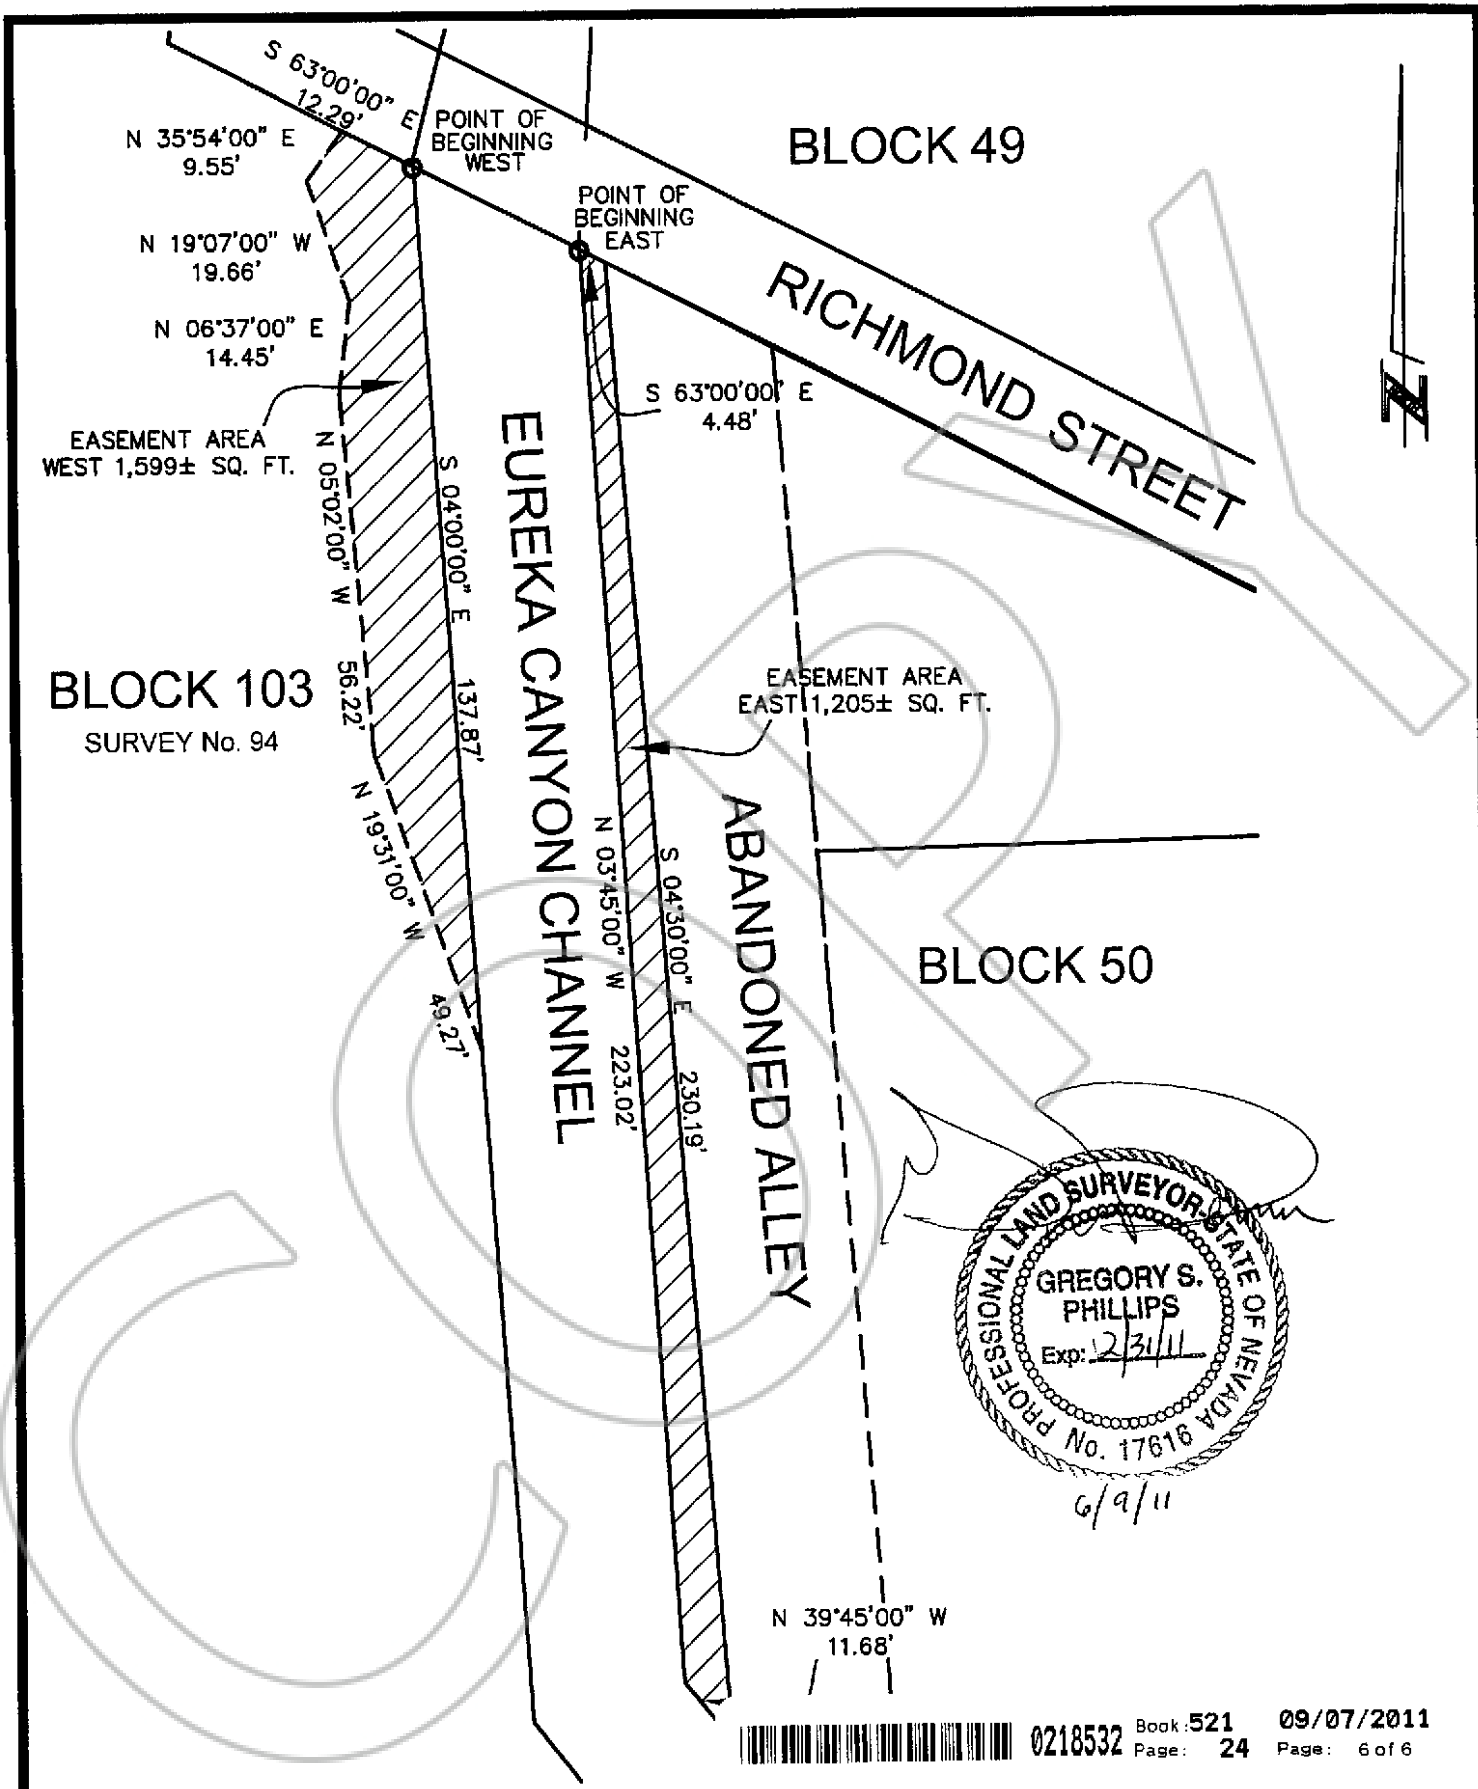 S 63°00'00" E
12.29'
N 35°54'00" E
9.55'
POINT OF
BEGINNING
WEST
BLOCK 49
POINT OF
BEGINNING
EAST
N 19°07'00" W
19.66'
N 06°37'00" E
14.45'
RICHMOND STREET
S 63°00'00" E
4.48'
Z
EASEMENT AREA
WEST 1,599± SQ. FT.
N 05°02'00" W 56.22'
S 04°00'00" E 137.87'
EUREKA CANYON CHANNEL
BLOCK 103
SURVEY No. 94
EASEMENT AREA
EAST 1,205± SQ. FT.
N 19°31'00" W 49.27'
N 03°45'00" W 223.02'
S 04°30'00" E 230.19'
ABANDONED ALLEY
BLOCK 50
PROFESSIONAL LAND SURVEYOR-STATE OF NEVADA
GREGORY S.
PHILLIPS
Exp: 12/31/11
No. 17616
6/9/11
N 39°45'00" W
11.68'
0218532
Book: 521 09/07/2011
Page: 24 Page: 6 of 6
COPY